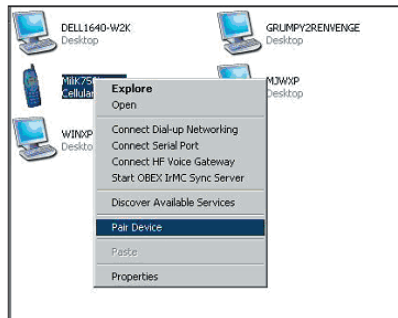 DELL1640-W2K
Desktop
GRUMPY2RENVENGE
Desktop
Cellular
MJWXP
Desktop
WINXP
Deskto
Explore
Open
Connect Dial-up Networking
Connect Serial Port
Connect HF Voice Gateway
Start OBEX IrMC Sync Server
Discover Available Services
Pair Device
Paste
Properties